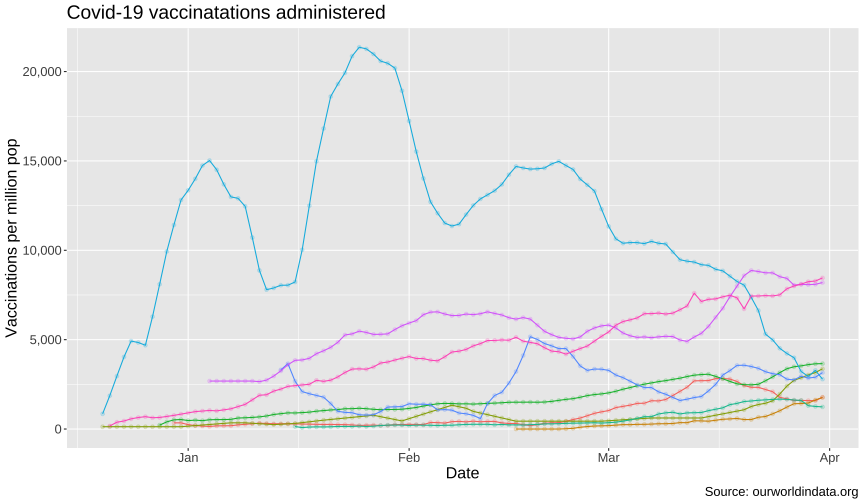 Covid-19 vaccinatations administered
Vaccinations per million pop
20,000
15,000
10,000
5,000
0
Jan
Feb
Mar
Apr
Date
Source: ourworldindata.org